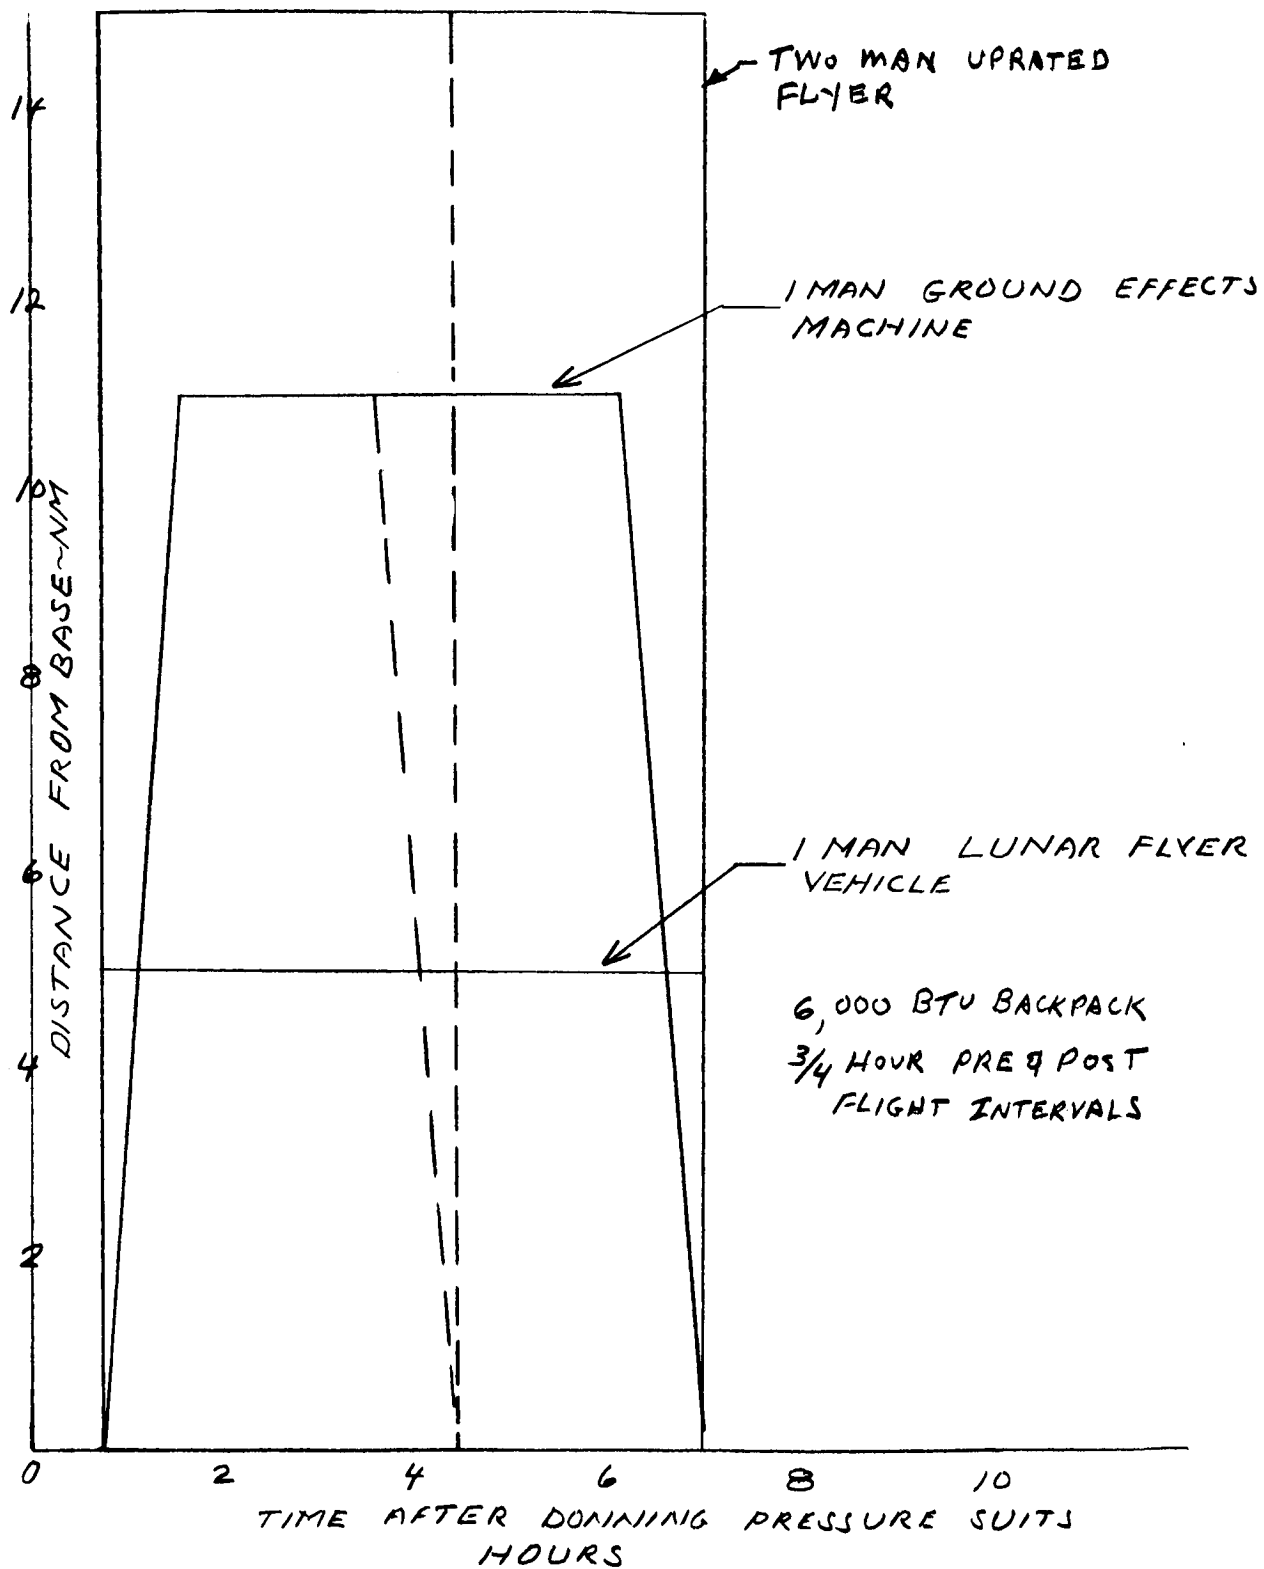 TWO MAN UPRATED
FLYER
14
1 MAN GROUND EFFECTS
MACHINE
12
10
DISTANCE FROM BASE~NM
8
1 MAN LUNAR FLYER
VEHICLE
6
6,000 BTU BACKPACK
3/4 HOUR PRE & POST
FLIGHT INTERVALS
4
2
0 2 4 6 8 10
TIME AFTER DONNING PRESSURE SUITS
HOURS